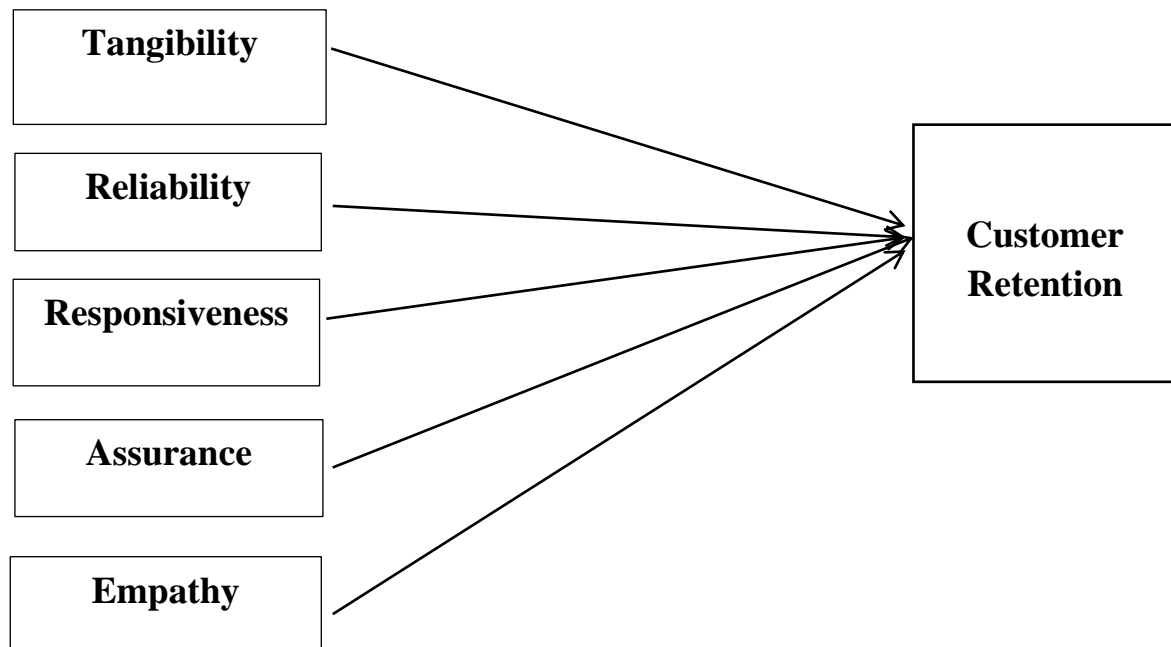 Tangibility
Reliability
Responsiveness
Assurance
Empathy
Customer
Retention